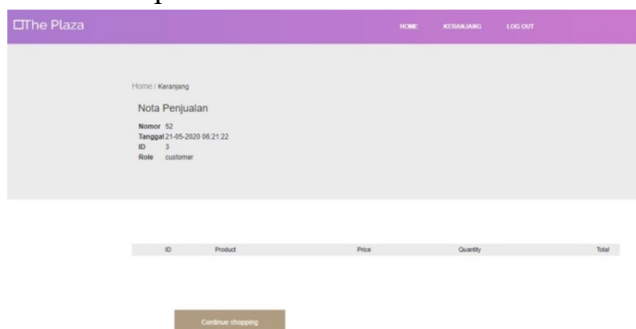 The Plaza HOME KERANJANG LOG OUT
Home / Keranjang
Nota Penjualan
Nomor 52
Tanggal 21-05-2020 06:21:22
ID 3
Role customer
ID Product Price Quantity Total
Continue shopping